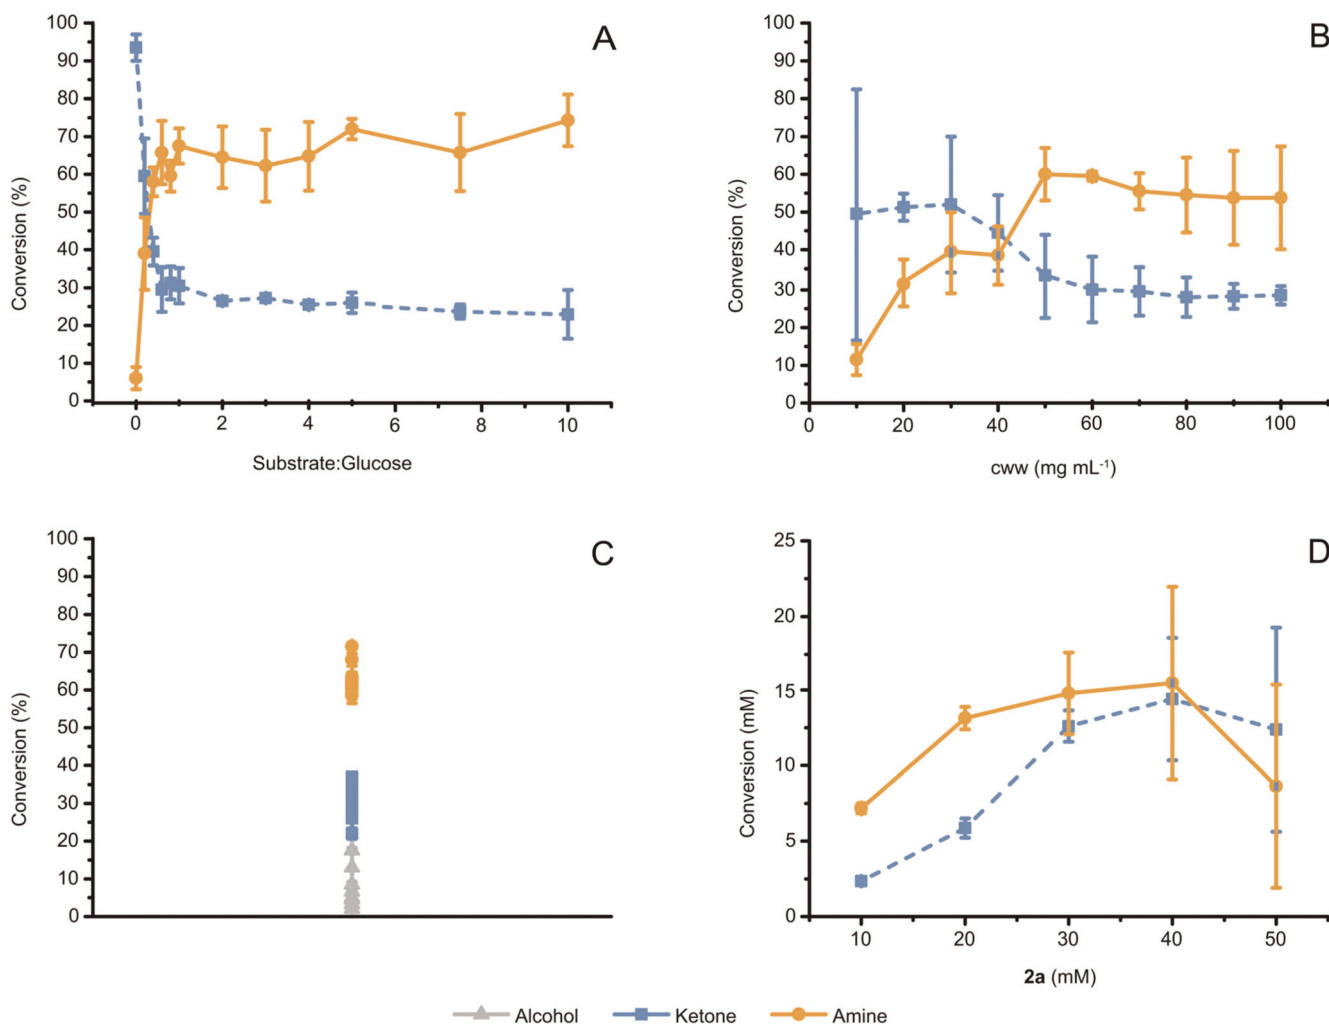 A
Conversion (%)
100
90
80
70
60
50
40
30
20
10
0
0 2 4 6 8 10
Substrate:Glucose
B
Conversion (%)
100
90
80
70
60
50
40
30
20
10
0
0 20 40 60 80 100
cww (mg mL⁻¹)
C
Conversion (%)
100
90
80
70
60
50
40
30
20
10
0
D
Conversion (mM)
25
20
15
10
5
0
10 20 30 40 50
2a (mM)
Alcohol Ketone Amine